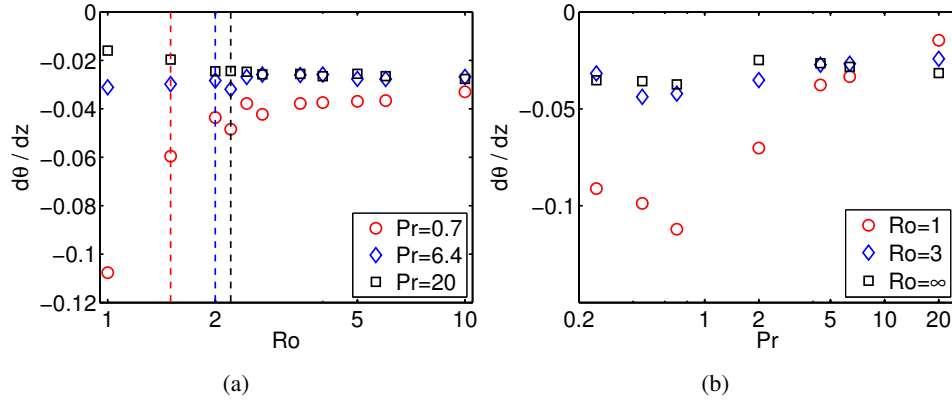 0
-0.02
-0.04
-0.06
-0.08
-0.1
-0.12
dθ / dz
1
2
5
10
Ro
Pr=0.7
Pr=6.4
Pr=20
(a)
0
-0.05
-0.1
dθ / dz
0.2
1
2
5
10
20
Pr
Ro=1
Ro=3
Ro=∞
(b)